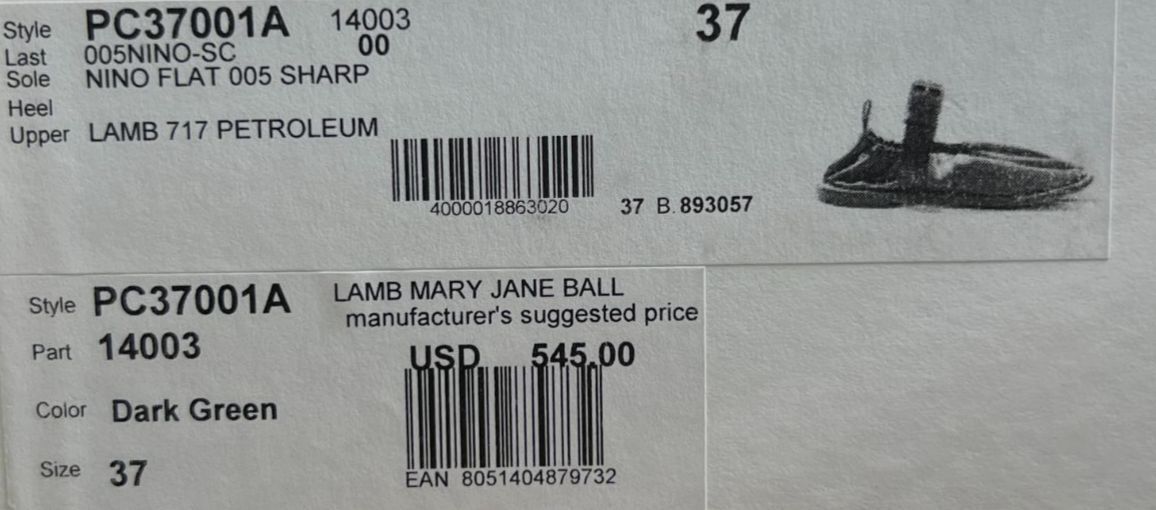 Style PC37001A 14003 37
Last 005NINO-SC 00
Sole NINO FLAT 005 SHARP
Heel
Upper LAMB 717 PETROLEUM
4000018863020 37 B. 893057
Style PC37001A LAMB MARY JANE BALL
manufacturer's suggested price
Part 14003
USD 545.00
Color Dark Green
Size 37
EAN 8051404879732